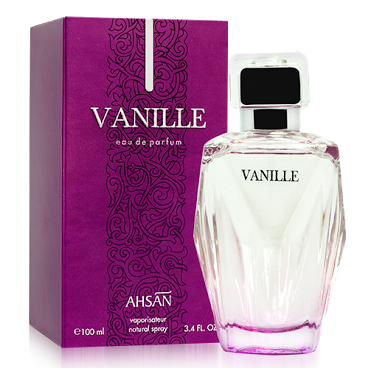 VANILLE
eau de parfum
AHSAN
vaporisateur
natural spray
℮100 ml
3.4 FL. OZ
VANILLE